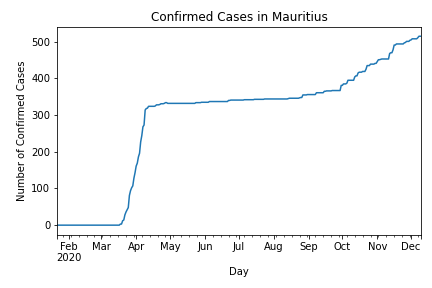 Confirmed Cases in Mauritius
Number of Confirmed Cases
500
400
300
200
100
0
Feb Mar Apr May Jun Jul Aug Sep Oct Nov Dec
2020
Day